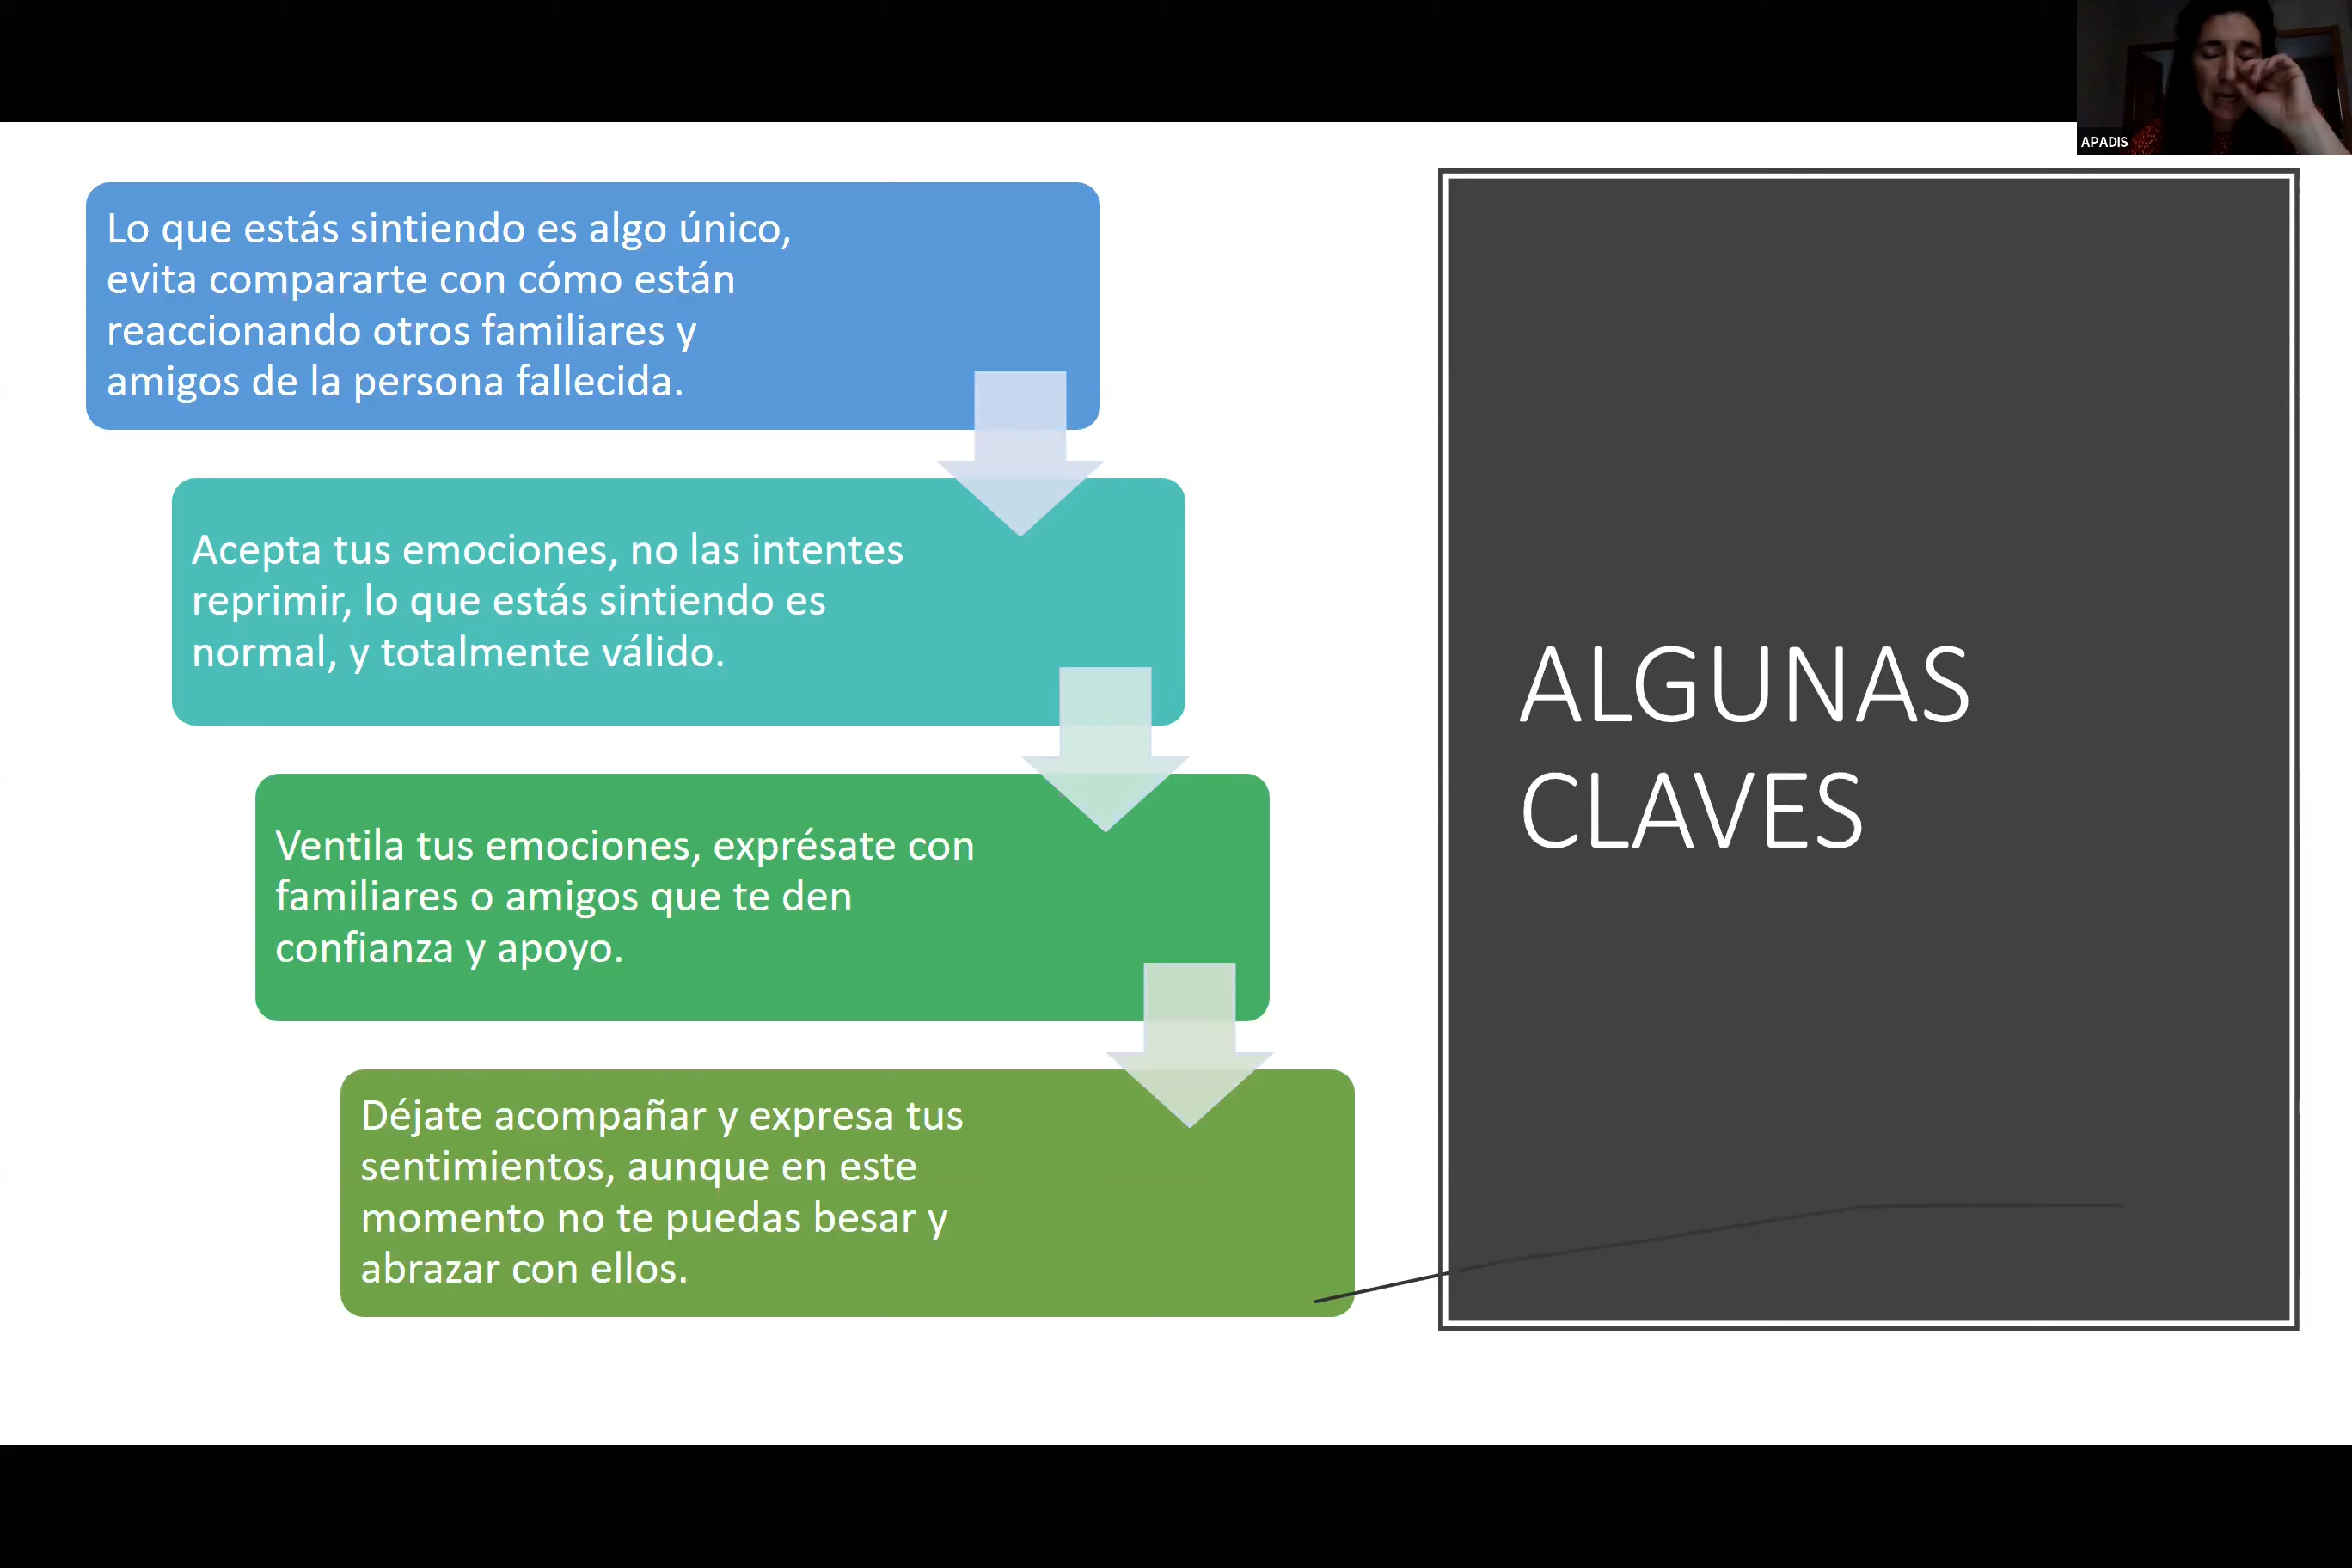 APADIS
Lo que estás sintiendo es algo único,
evita compararte con cómo están
reaccionando otros familiares y
amigos de la persona fallecida.
Acepta tus emociones, no las intentes
reprimir, lo que estás sintiendo es
normal, y totalmente válido.
Ventila tus emociones, exprésate con
familiares o amigos que te den
confianza y apoyo.
Déjate acompañar y expresa tus
sentimientos, aunque en este
momento no te puedas besar y
abrazar con ellos.
ALGUNAS
CLAVES